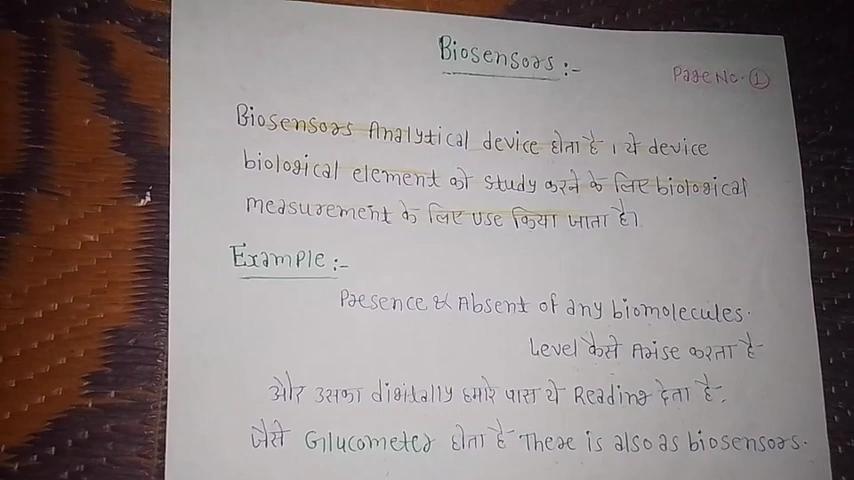 Biosensors :-
Page No. 1
Biosensors Analytical device होता है। ये device
biological element को study करने के लिए biological
measurement के लिए use किया जाता है।
Example :-
Presence & Absent of any biomolecules.
Level कैसे Arise करता है
और उसका digitally हमारे पास ये Reading देता है.
जैसे Glucometer होता है There is also as biosensors.